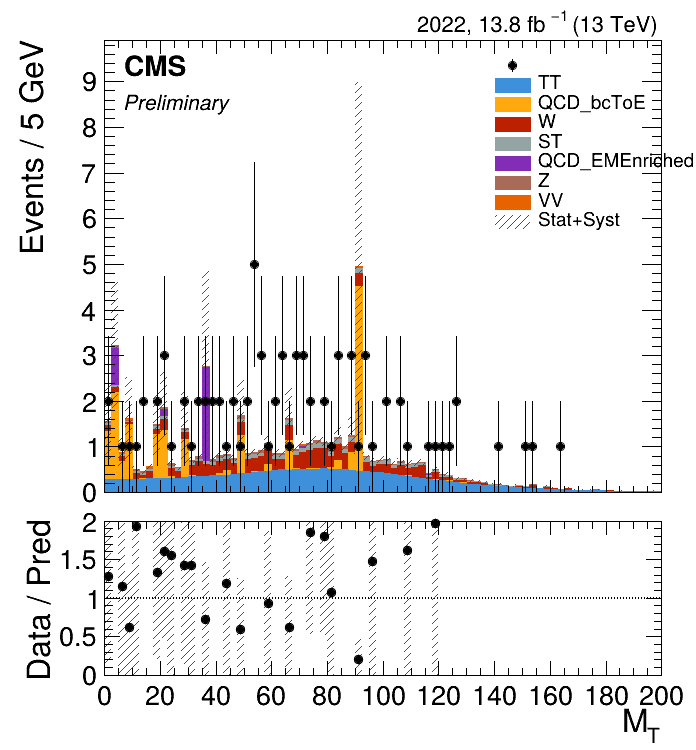 2022, 13.8 fb⁻¹ (13 TeV)
CMS
Preliminary
TT
QCD_bcToE
W
ST
QCD_EMEnriched
Z
VV
Stat+Syst
Events / 5 GeV
9
8
7
6
5
4
3
2
1
0
Data / Pred
2
1.5
1
0.5
0
0 20 40 60 80 100 120 140 160 180 200
M_T